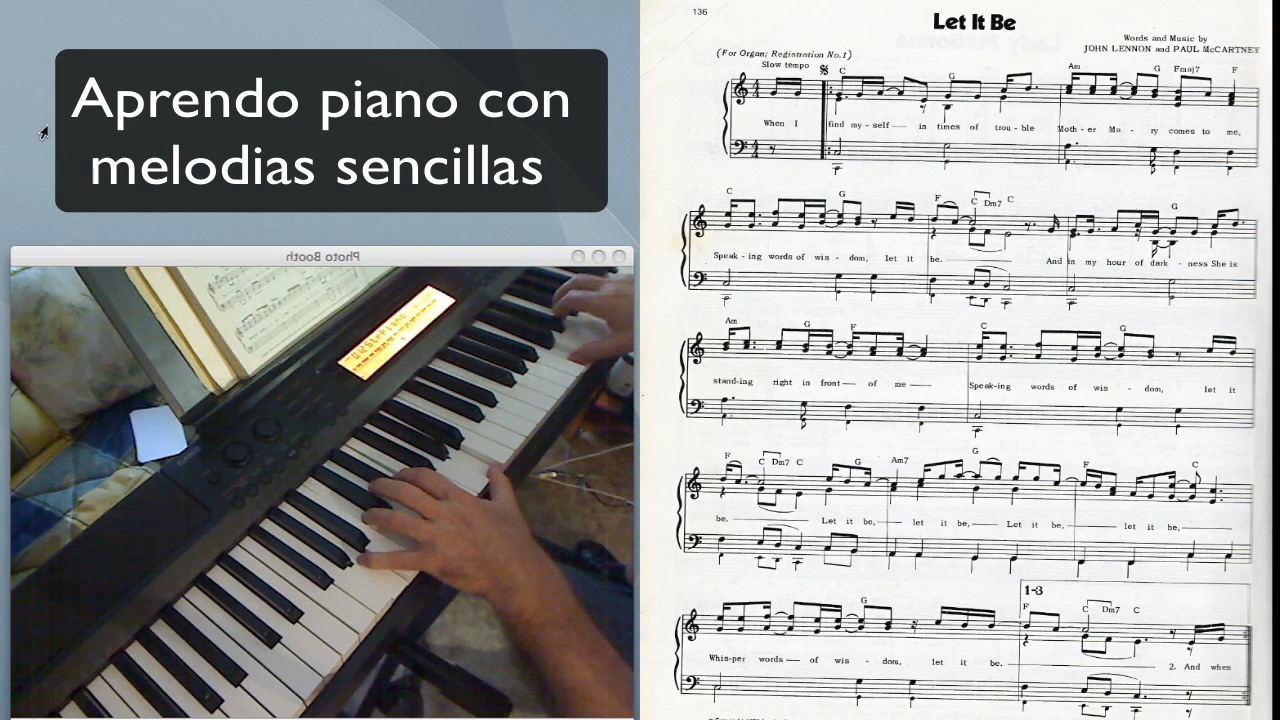 Aprendo piano con
melodias sencillas
Photo Booth
136
Let It Be
Words and Music by
JOHN LENNON and PAUL McCARTNEY
(For Organ; Registration No.1)
Slow tempo
C G Am G Fmaj7 F
When I find my-self in times of trou-ble Moth-er Ma-ry comes to me,
C G F C Dm7 C G
Speak-ing words of wis-dom, let it be. And in my hour of dark-ness She is
Am G F C G
stand-ing right in front of me Speak-ing words of wis-dom, let it
F C Dm7 C G Am7 G F C
be. Let it be, let it be, Let it be, let it be,
1-3
G F C Dm7 C
Whis-per words of wis-dom, let it be. 2. And when